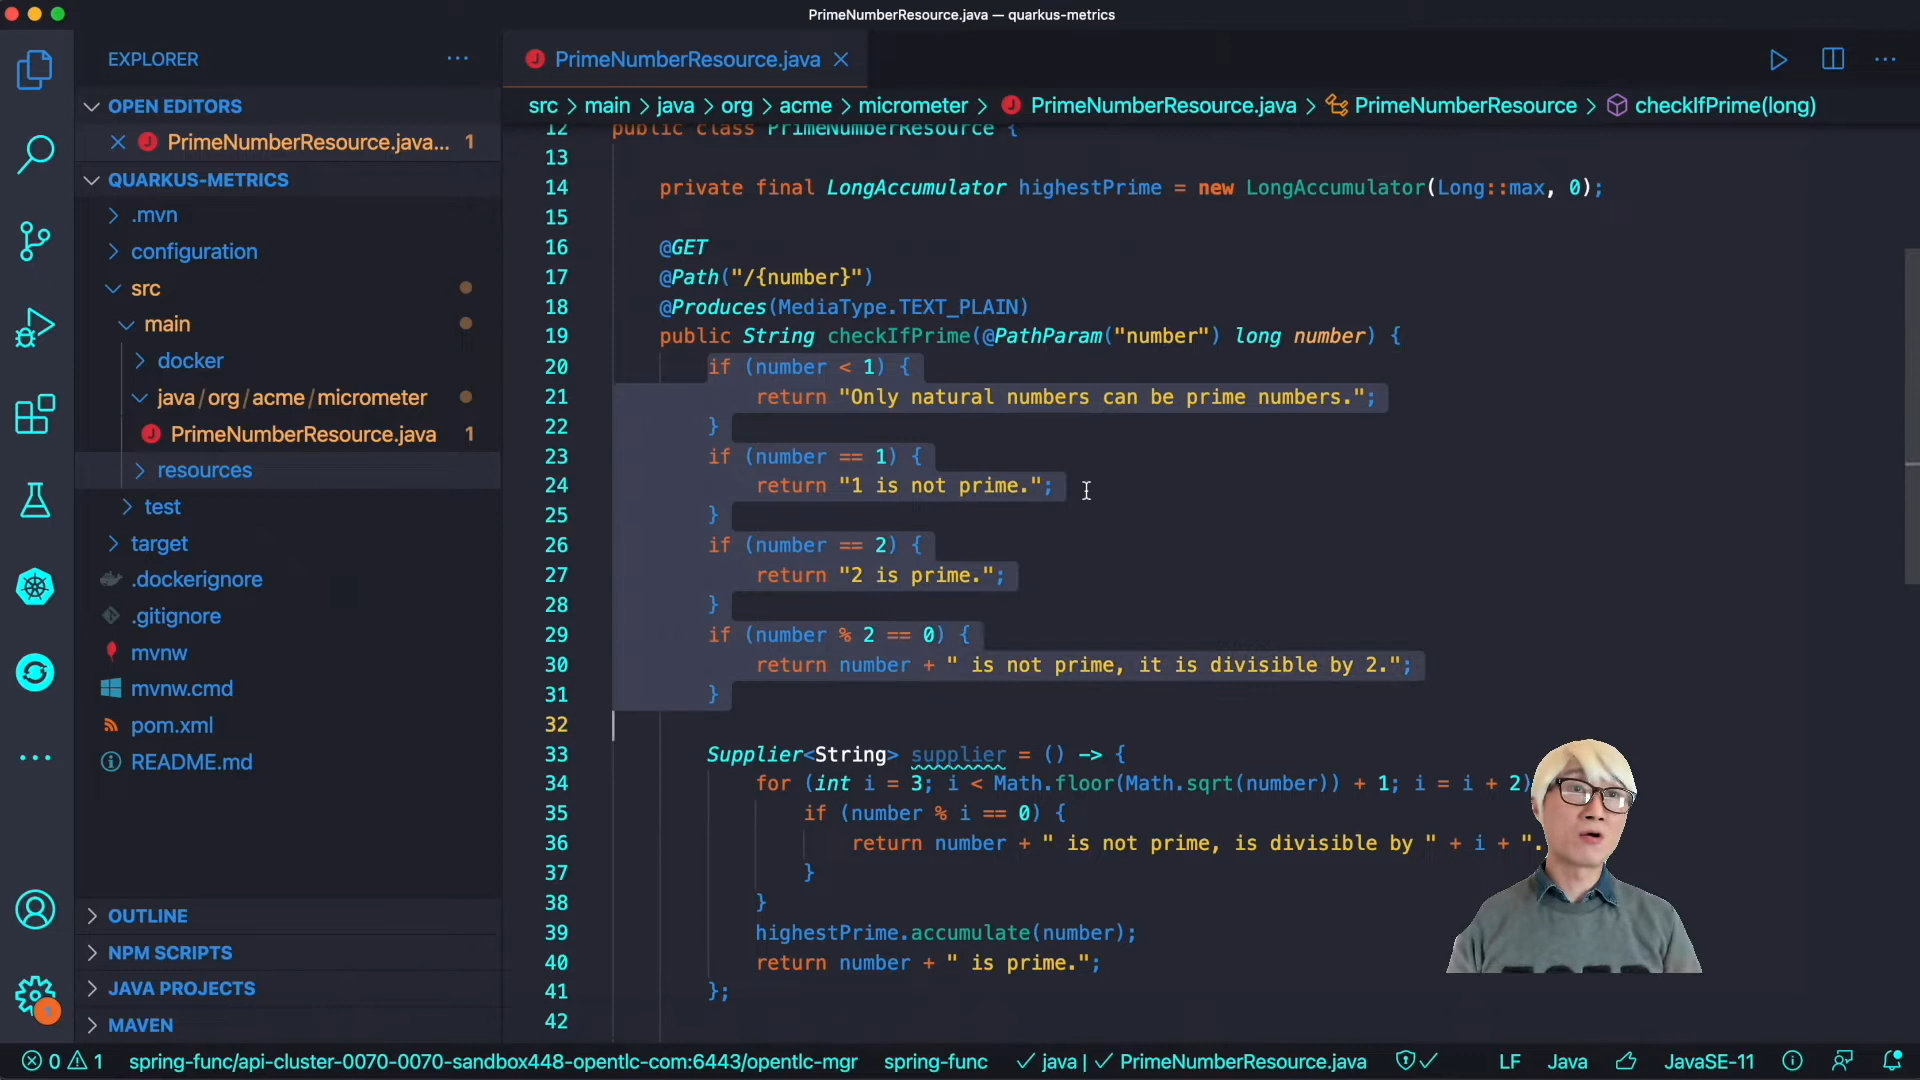 PrimeNumberResource.java — quarkus-metrics
EXPLORER
PrimeNumberResource.java
OPEN EDITORS
src > main > java > org > acme > micrometer > PrimeNumberResource.java > PrimeNumberResource > checkIfPrime(long)
PrimeNumberResource.java... 1
QUARKUS-METRICS
.mvn
configuration
src
main
docker
java/org/acme/micrometer
PrimeNumberResource.java 1
resources
test
target
.dockerignore
.gitignore
mvnw
mvnw.cmd
pom.xml
README.md
OUTLINE
NPM SCRIPTS
JAVA PROJECTS
MAVEN
12 public class PrimeNumberResource {
13
14 private final LongAccumulator highestPrime = new LongAccumulator(Long::max, 0);
15
16 @GET
17 @Path("/{number}")
18 @Produces(MediaType.TEXT_PLAIN)
19 public String checkIfPrime(@PathParam("number") long number) {
20 if (number < 1) {
21 return "Only natural numbers can be prime numbers.";
22 }
23 if (number == 1) {
24 return "1 is not prime.";
25 }
26 if (number == 2) {
27 return "2 is prime.";
28 }
29 if (number % 2 == 0) {
30 return number + " is not prime, it is divisible by 2.";
31 }
32
33 Supplier<String> supplier = () -> {
34 for (int i = 3; i < Math.floor(Math.sqrt(number)) + 1; i = i + 2)
35 if (number % i == 0) {
36 return number + " is not prime, is divisible by " + i + ".
37 }
38 }
39 highestPrime.accumulate(number);
40 return number + " is prime.";
41 };
42
0 1 spring-func/api-cluster-0070-0070-sandbox448-opentlc-com:6443/opentlc-mgr spring-func java | PrimeNumberResource.java LF Java JavaSE-11